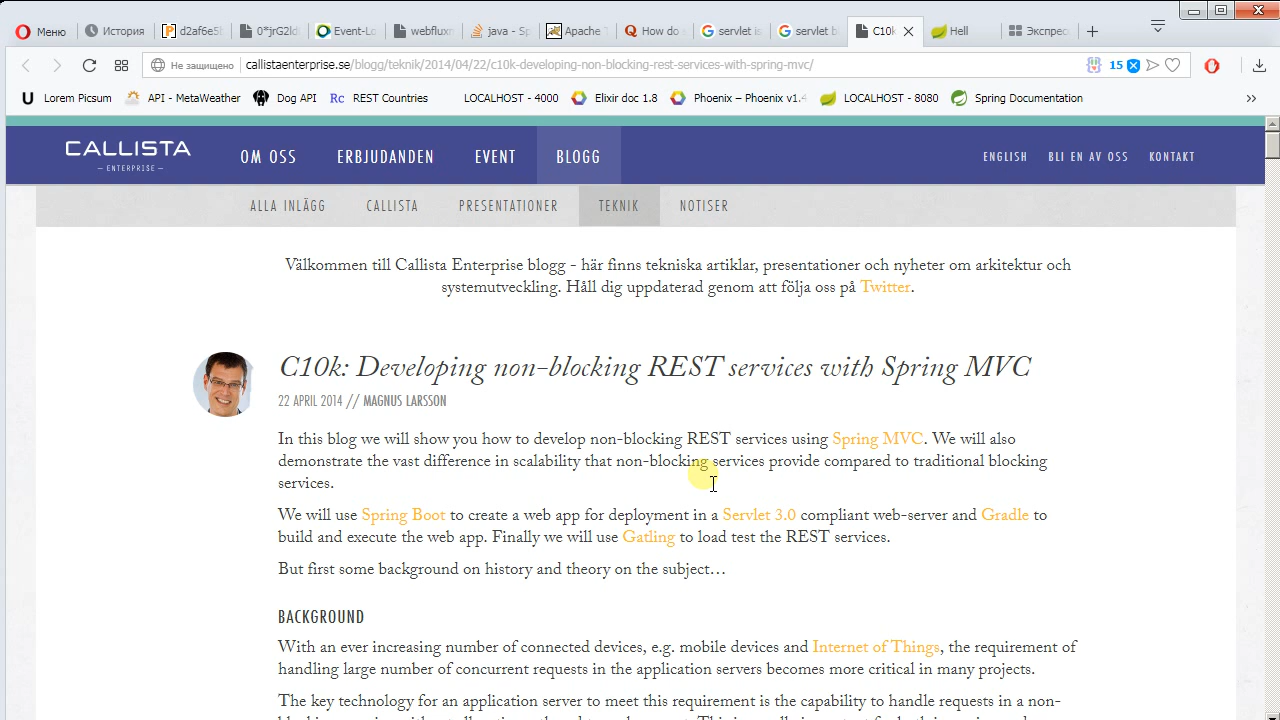 Меню
История
d2af6e5
0*jrG2ld
Event-Lo
webfluxn
java - Sp
Apache T
How do
servlet is
servlet b
C10k
Hell
Экспрес
Не защищено
callistaenterprise.se/blogg/teknik/2014/04/22/c10k-developing-non-blocking-rest-services-with-spring-mvc/
15
Lorem Picsum
API - MetaWeather
Dog API
Rc REST Countries
LOCALHOST - 4000
Elixir doc 1.8
Phoenix – Phoenix v1.4
LOCALHOST - 8080
Spring Documentation
CALLISTA
– ENTERPRISE –
OM OSS
ERBJUDANDEN
EVENT
BLOGG
ENGLISH
BLI EN AV OSS
KONTAKT
ALLA INLÄGG
CALLISTA
PRESENTATIONER
TEKNIK
NOTISER
Välkommen till Callista Enterprise blogg - här finns tekniska artiklar, presentationer och nyheter om arkitektur och
systemutveckling. Håll dig uppdaterad genom att följa oss på Twitter.
C10k: Developing non-blocking REST services with Spring MVC
22 APRIL 2014 // MAGNUS LARSSON
In this blog we will show you how to develop non-blocking REST services using Spring MVC. We will also
demonstrate the vast difference in scalability that non-blocking services provide compared to traditional blocking
services.
We will use Spring Boot to create a web app for deployment in a Servlet 3.0 compliant web-server and Gradle to
build and execute the web app. Finally we will use Gatling to load test the REST services.
But first some background on history and theory on the subject…
BACKGROUND
With an ever increasing number of connected devices, e.g. mobile devices and Internet of Things, the requirement of
handling large number of concurrent requests in the application servers becomes more critical in many projects.
The key technology for an application server to meet this requirement is the capability to handle requests in a non-